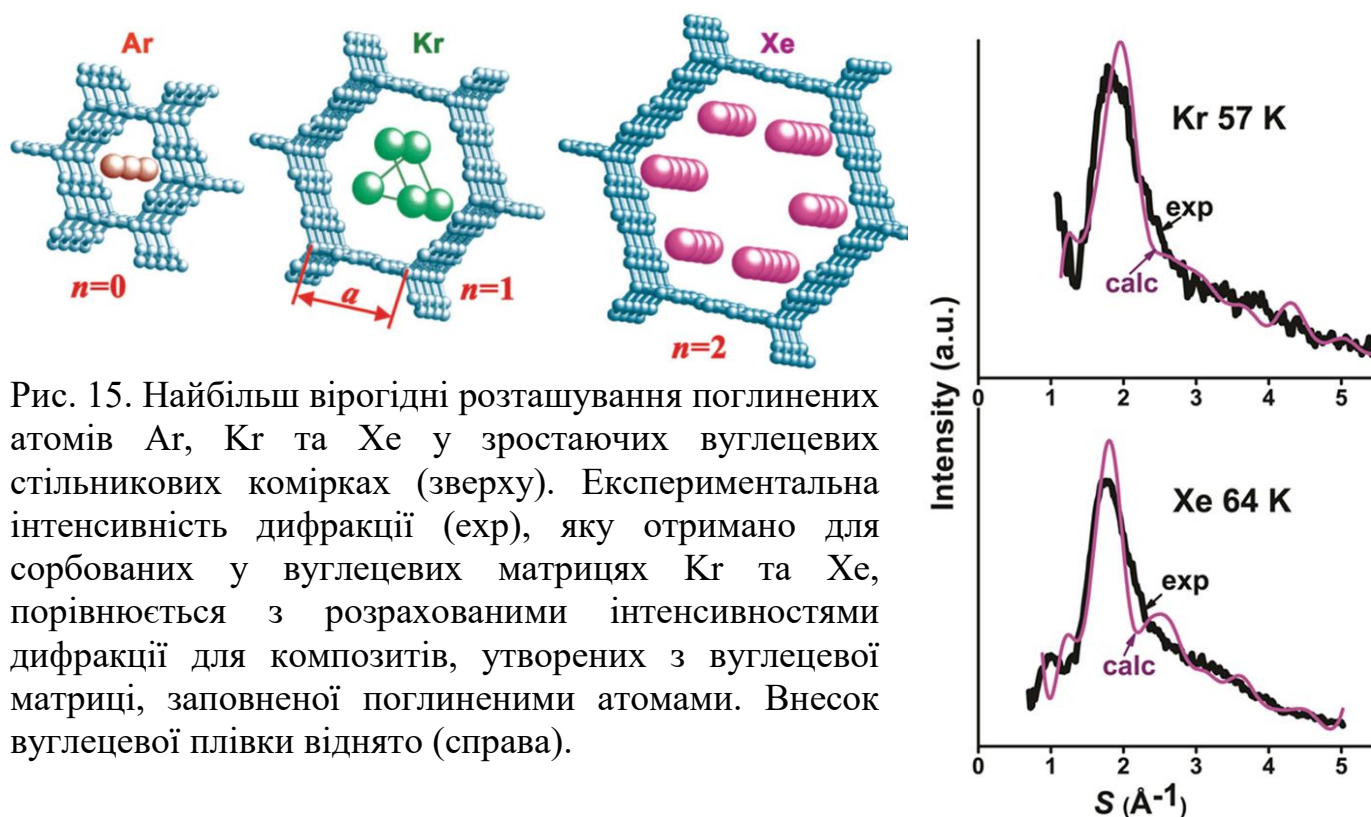 Ar
Kr
Xe
n=0
a
n=1
n=2
Рис. 15. Найбільш вірогідні розташування поглинених
атомів Ar, Kr та Xe у зростаючих вуглецевих
стільникових комірках (зверху). Експериментальна
інтенсивність дифракції (exp), яку отримано для
сорбованих у вуглецевих матрицях Kr та Xe,
порівнюється з розрахованими інтенсивностями
дифракції для композитів, утворених з вуглецевої
матриці, заповненої поглиненими атомами. Внесок
вуглецевої плівки віднято (справа).
Intensity (a.u.)
Kr 57 K
exp
calc
0 1 2 3 4 5
Xe 64 K
exp
calc
0 1 2 3 4 5
S (Å-1)